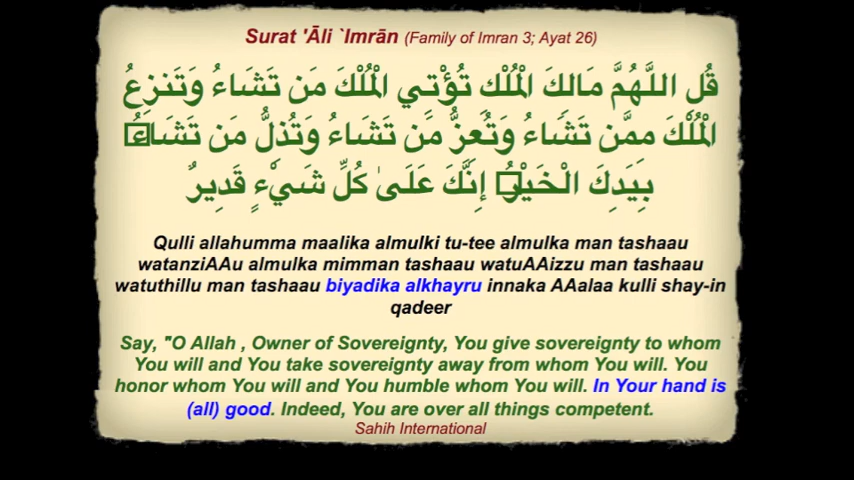 Surat 'Āli `Imrān (Family of Imran 3; Ayat 26)
قُلِ اللَّهُمَّ مَالِكَ الْمُلْكِ تُؤْتِي الْمُلْكَ مَن تَشَاءُ وَتَنزِعُ
الْمُلْكَ مِمَّن تَشَاءُ وَتُعِزُّ مَن تَشَاءُ وَتُذِلُّ مَن تَشَاءُ
بِيَدِكَ الْخَيْرُ إِنَّكَ عَلَىٰ كُلِّ شَيْءٍ قَدِيرٌ
Qulli allahumma maalika almulki tu-tee almulka man tashaau
watanziAAu almulka mimman tashaau watuAAizzu man tashaau
watuthillu man tashaau biyadika alkhayru innaka AAalaa kulli shay-in
qadeer
Say, "O Allah , Owner of Sovereignty, You give sovereignty to whom
You will and You take sovereignty away from whom You will. You
honor whom You will and You humble whom You will. In Your hand is
(all) good. Indeed, You are over all things competent.
Sahih International